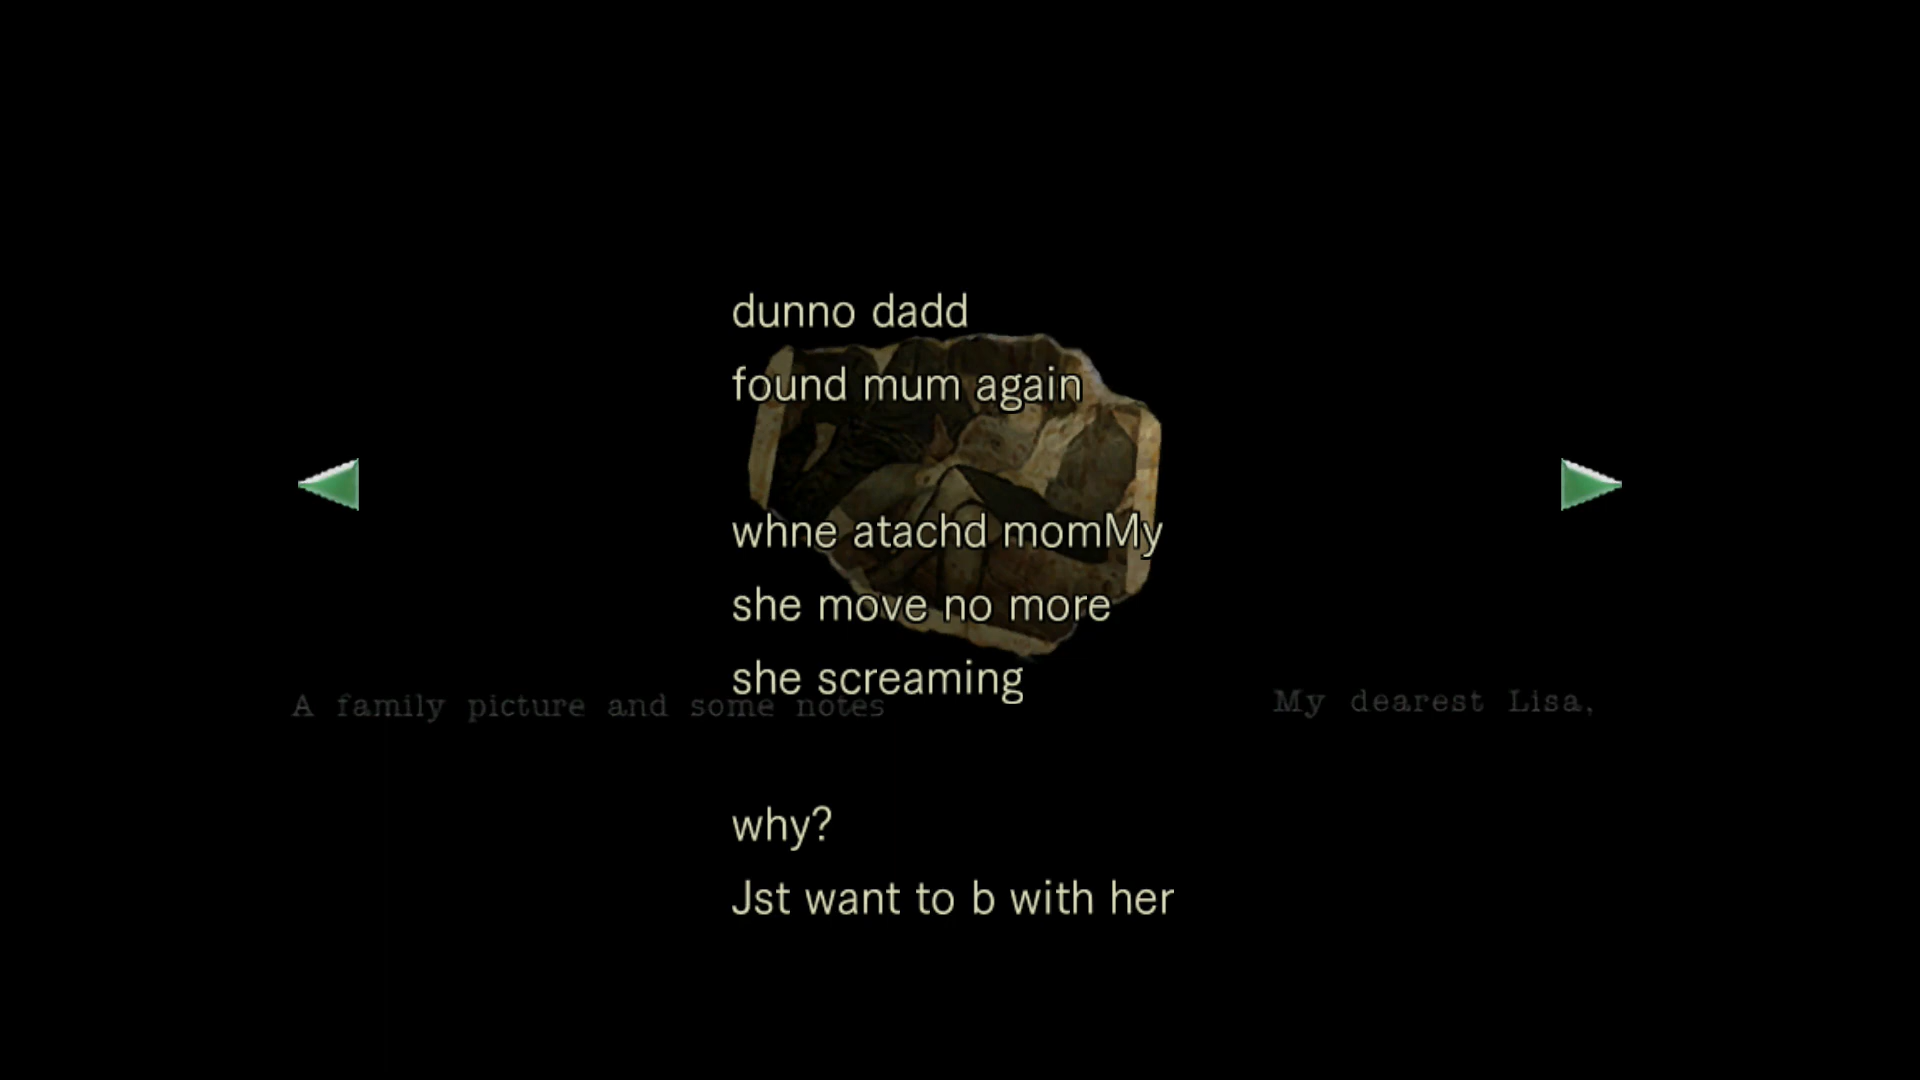 dunno dadd
found mum again
whne atachd momMy
she move no more
she screaming
A family picture and some notes
My dearest Lisa,
why?
Jst want to b with her